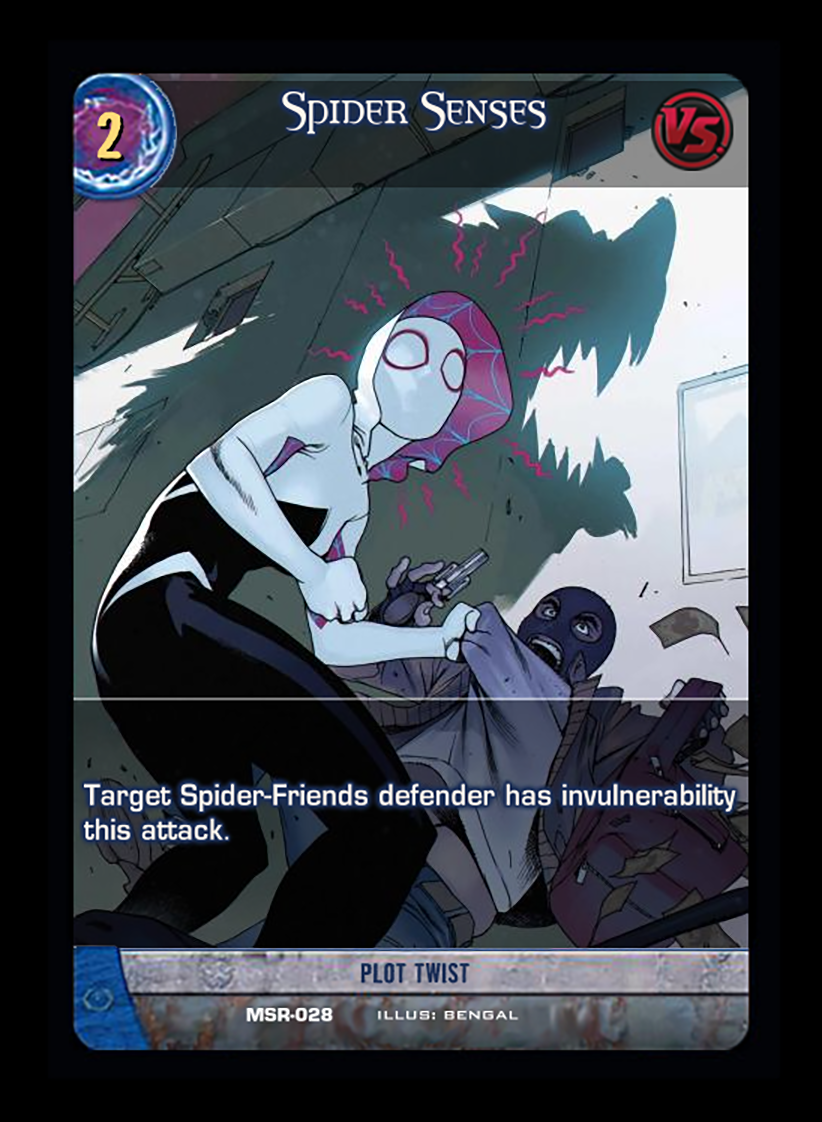 2
Spider Senses
VS.
Target Spider-Friends defender has invulnerability
this attack.
PLOT TWIST
MSR-028 ILLUS: BENGAL